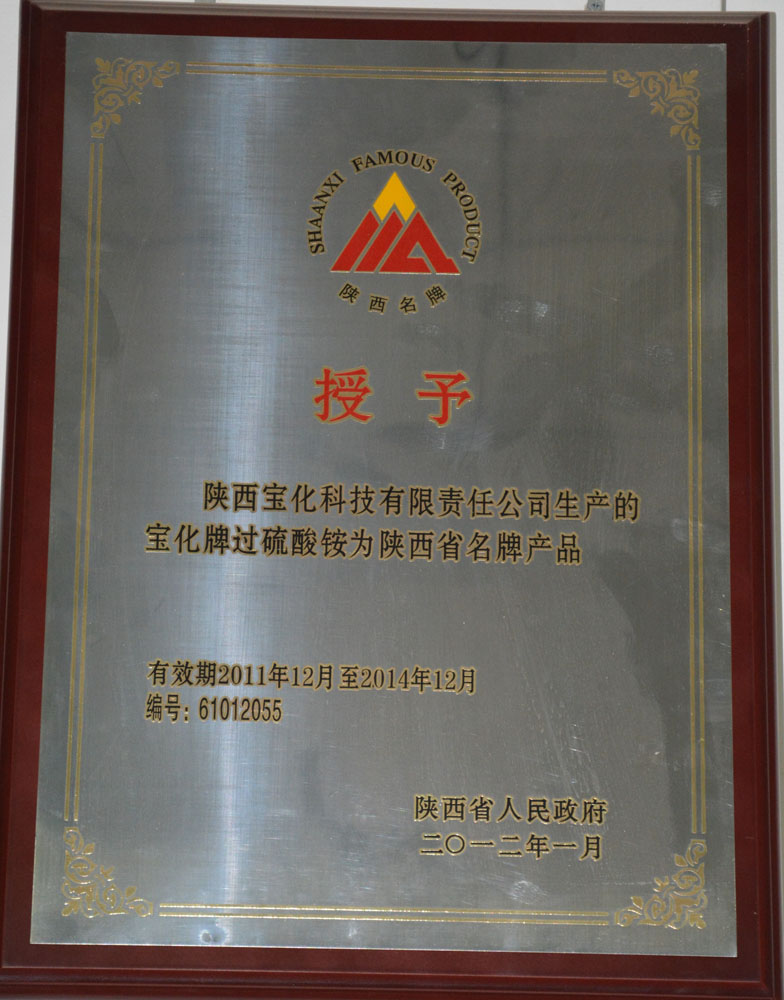 SHAANXI FAMOUS PRODUCT
陕西名牌
授予
陕西宝化科技有限责任公司生产的
宝化牌过硫酸铵为陕西省名牌产品
有效期2011年12月至2014年12月
编号：61012055
陕西省人民政府
二〇一二年一月